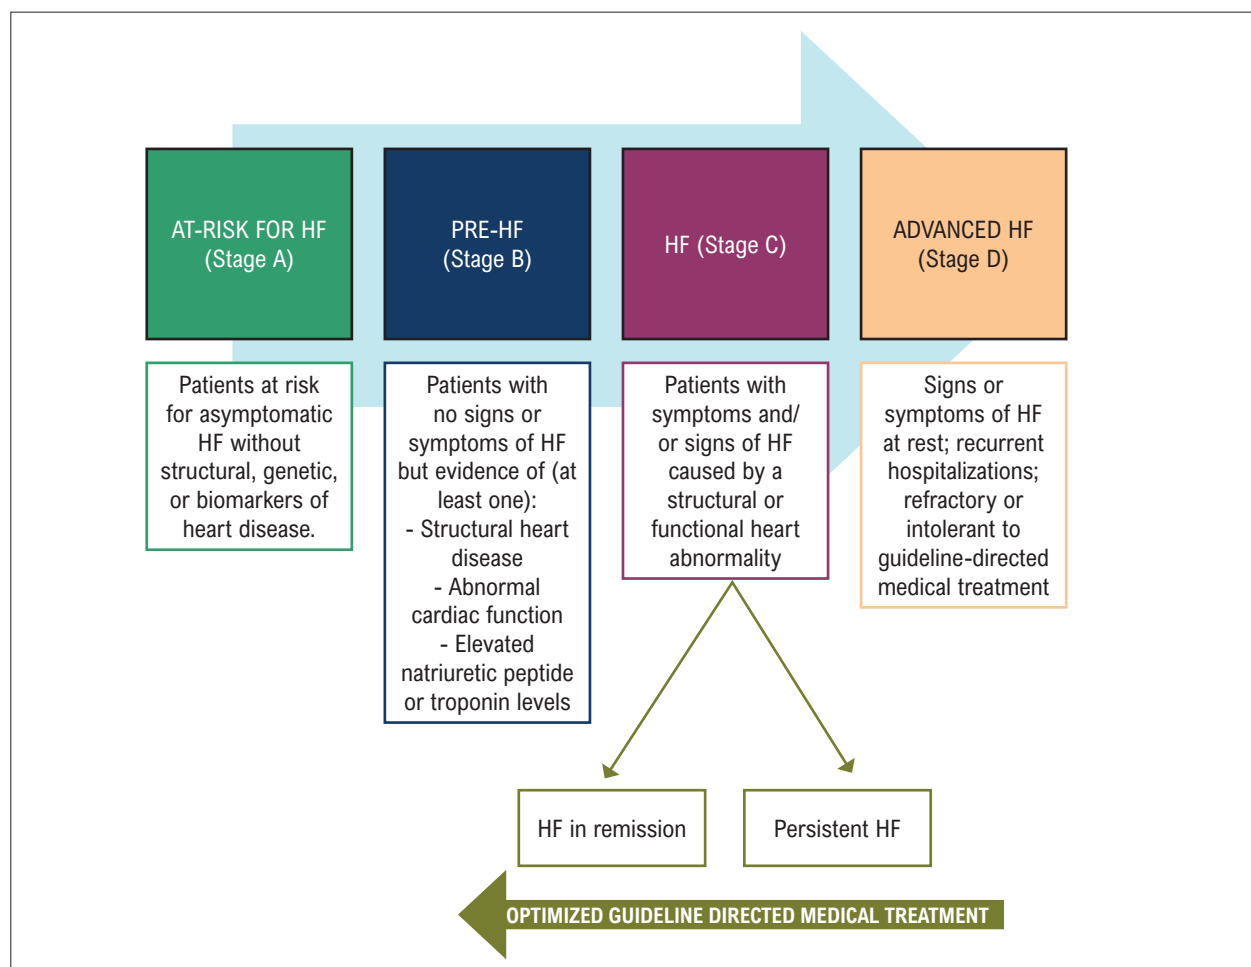 AT-RISK FOR HF
(Stage A)
PRE-HF
(Stage B)
HF (Stage C)
ADVANCED HF
(Stage D)
Patients at risk
for asymptomatic
HF without
structural, genetic,
or biomarkers of
heart disease.
Patients with
no signs or
symptoms of HF
but evidence of (at
least one):
- Structural heart
disease
- Abnormal
cardiac function
- Elevated
natriuretic peptide
or troponin levels
Patients with
symptoms and/
or signs of HF
caused by a
structural or
functional heart
abnormality
Signs or
symptoms of HF
at rest; recurrent
hospitalizations;
refractory or
intolerant to
guideline-directed
medical treatment
HF in remission
Persistent HF
OPTIMIZED GUIDELINE DIRECTED MEDICAL TREATMENT